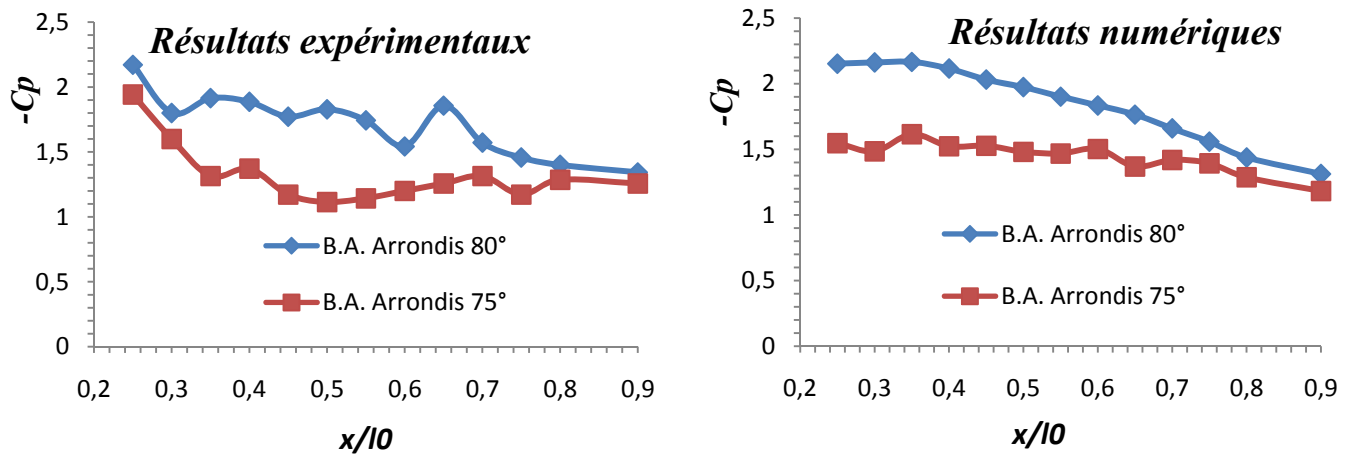 Résultats expérimentaux
-Cp
2,5
2
1,5
1
0,5
0
B.A. Arrondis 80°
B.A. Arrondis 75°
0,2 0,3 0,4 0,5 0,6 0,7 0,8 0,9
x/l0
Résultats numériques
-Cp
2,5
2
1,5
1
0,5
0
B.A. Arrondis 80°
B.A. Arrondis 75°
0,2 0,3 0,4 0,5 0,6 0,7 0,8 0,9
x/l0